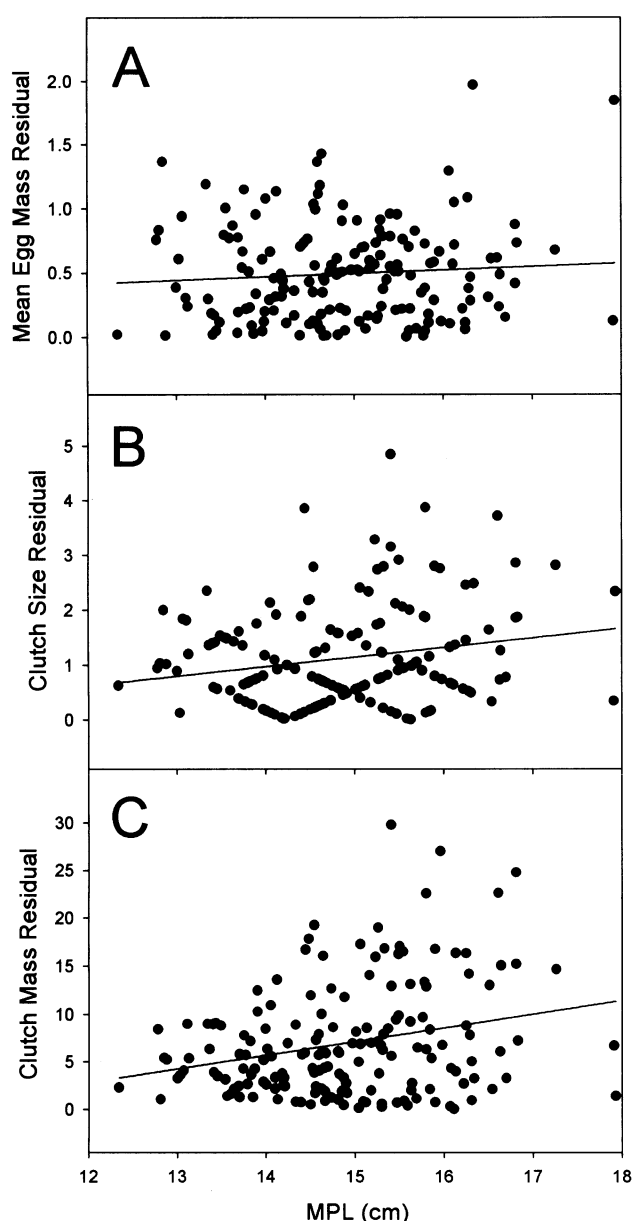 A
Mean Egg Mass Residual
2.0
1.5
1.0
0.5
0.0
B
Clutch Size Residual
5
4
3
2
1
0
C
Clutch Mass Residual
30
25
20
15
10
5
0
12 13 14 15 16 17 18
MPL (cm)